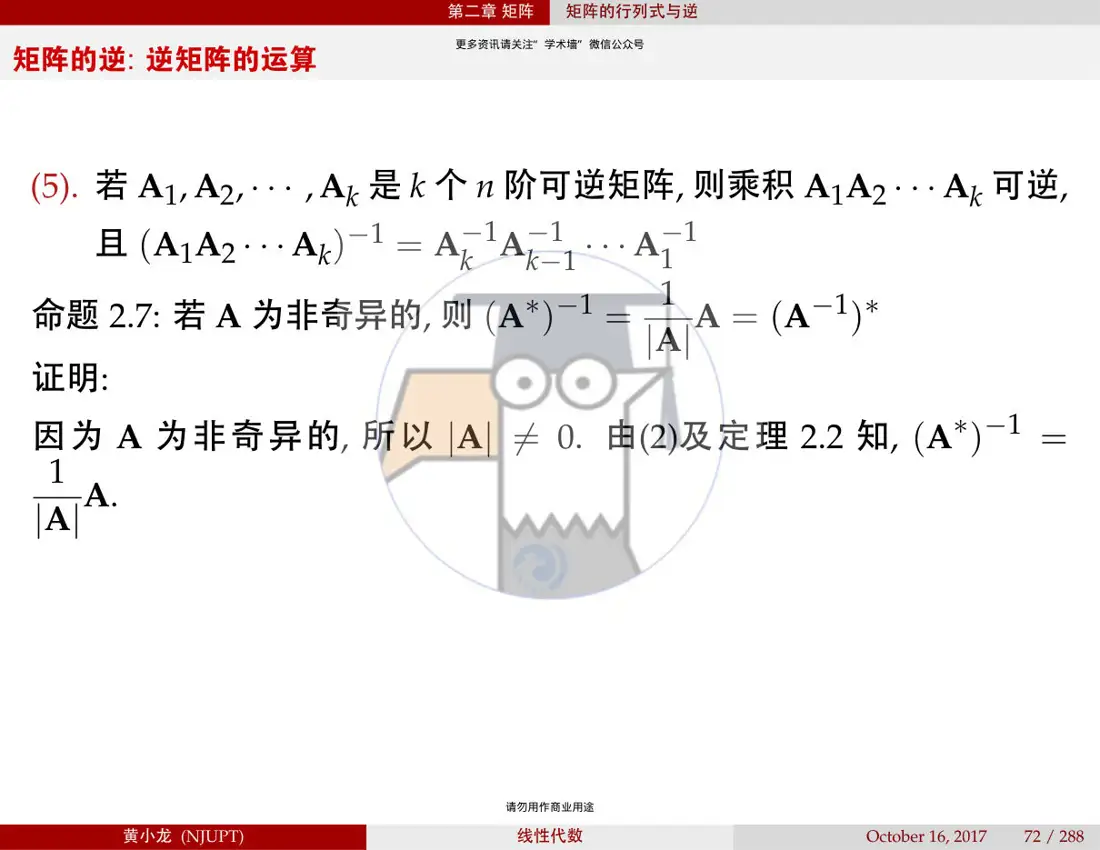 第二章 矩阵 矩阵的行列式与逆
更多资讯请关注“学术墙”微信公众号
矩阵的逆: 逆矩阵的运算
(5). 若 A₁, A₂, ⋯ , Aₖ 是 k 个 n 阶可逆矩阵, 则乘积 A₁A₂ ⋯ Aₖ 可逆,
且 (A₁A₂ ⋯ Aₖ)⁻¹ = Aₖ⁻¹Aₖ₋₁⁻¹ ⋯ A₁⁻¹
命题 2.7: 若 A 为非奇异的, 则 (A*)⁻¹ = 1/|A| A = (A⁻¹)*
证明:
因为 A 为非奇异的, 所以 |A| ≠ 0. 由(2)及定理 2.2 知, (A*)⁻¹ =
1/|A| A.
请勿用作商业用途
黄小龙 (NJUPT) 线性代数 October 16, 2017 72 / 288